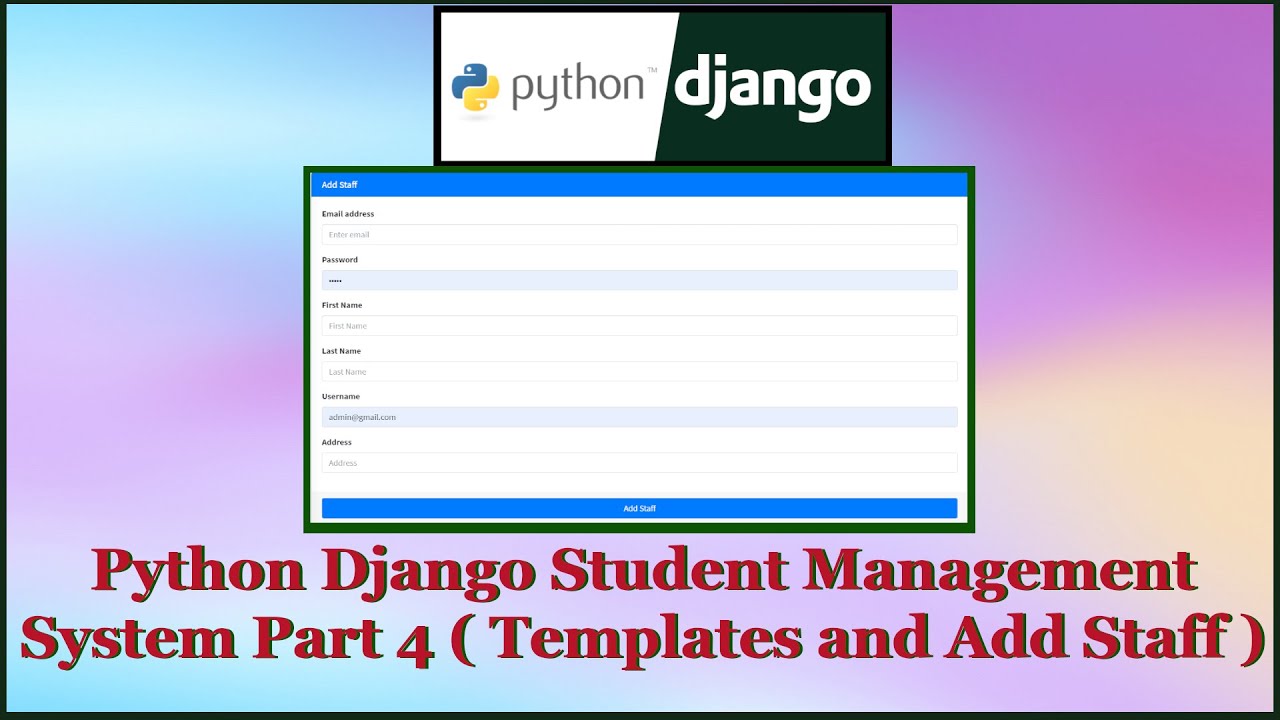 python™ django
Add Staff
Email address
Enter email
Password
•••••
First Name
First Name
Last Name
Last Name
Username
admin@gmail.com
Address
Address
Add Staff
Python Django Student Management
System Part 4 ( Templates and Add Staff )